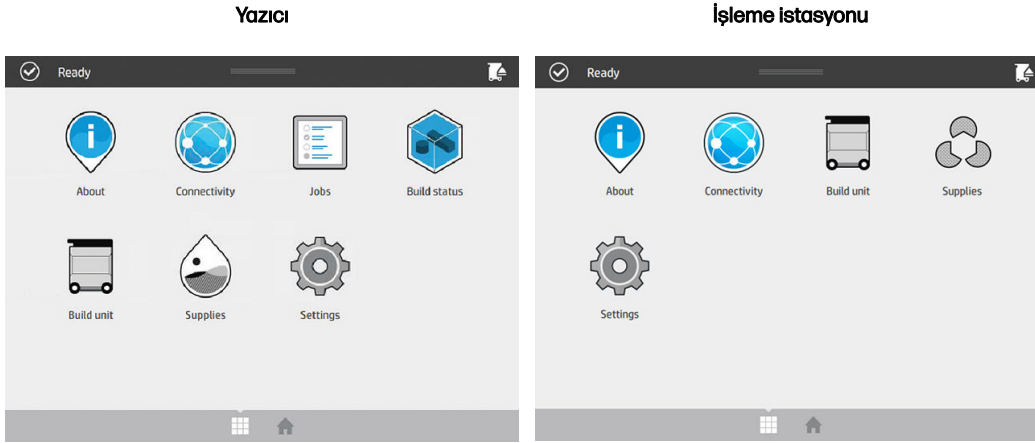 Yazıcı
İşleme istasyonu
Ready
About
Connectivity
Jobs
Build status
Build unit
Supplies
Settings
Ready
About
Connectivity
Build unit
Supplies
Settings